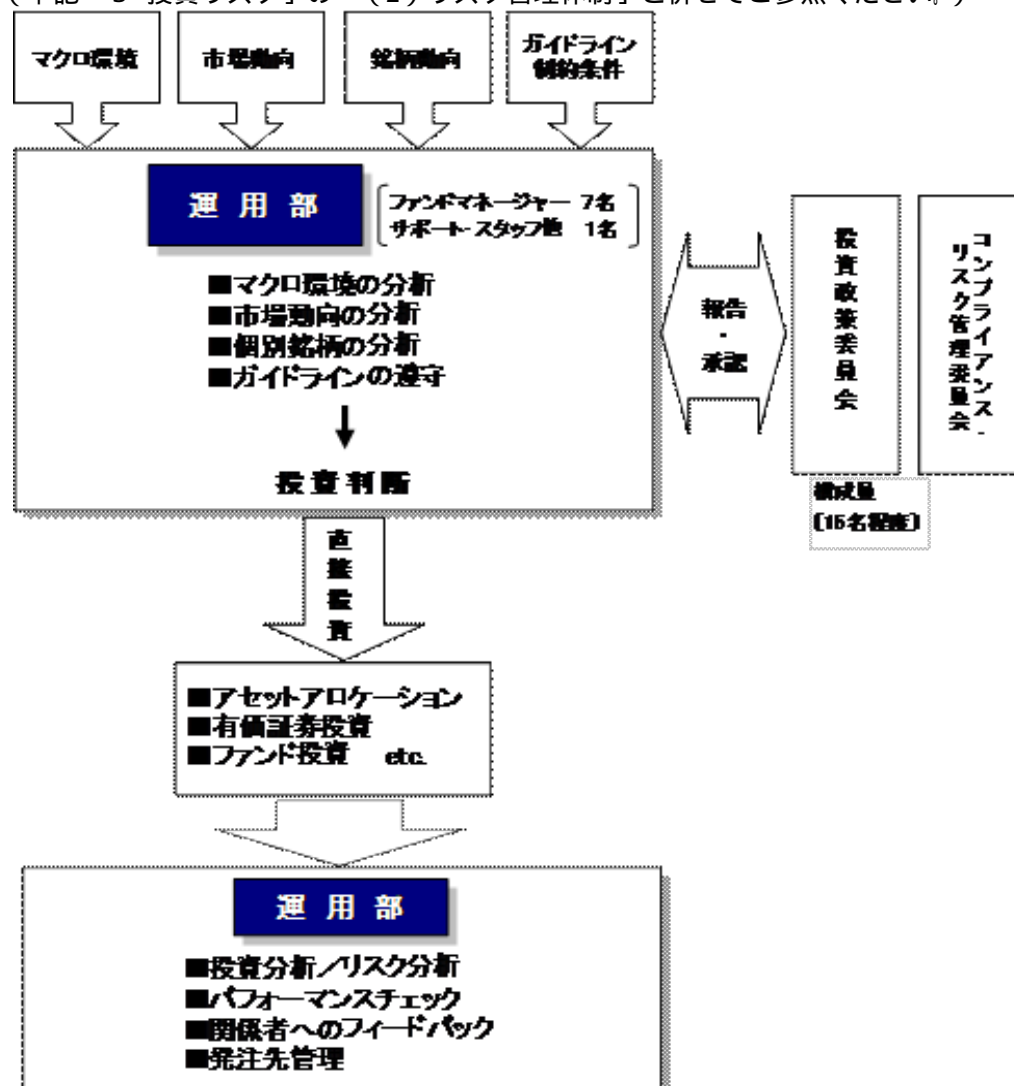 (下記「3 投資リスク」の「(2)リスク管理体制」と併せてご参照ください。)
マクロ環境
市場動向
銘柄動向
ガイドライン
制約条件
運用部
ファンドマネージャー 7名
サポート・スタッフ他 1名
■マクロ環境の分析
■市場動向の分析
■個別銘柄の分析
■ガイドラインの遵守
投資判断
報告
・
承認
投資政策委員会
コンプライアンス・
リスク管理委員会
構成員
(15名程度)
直接投資
■アセットアロケーション
■有価証券投資
■ファンド投資 etc.
運用部
■投資分析/リスク分析
■パフォーマンスチェック
■関係者へのフィードバック
■発注先管理